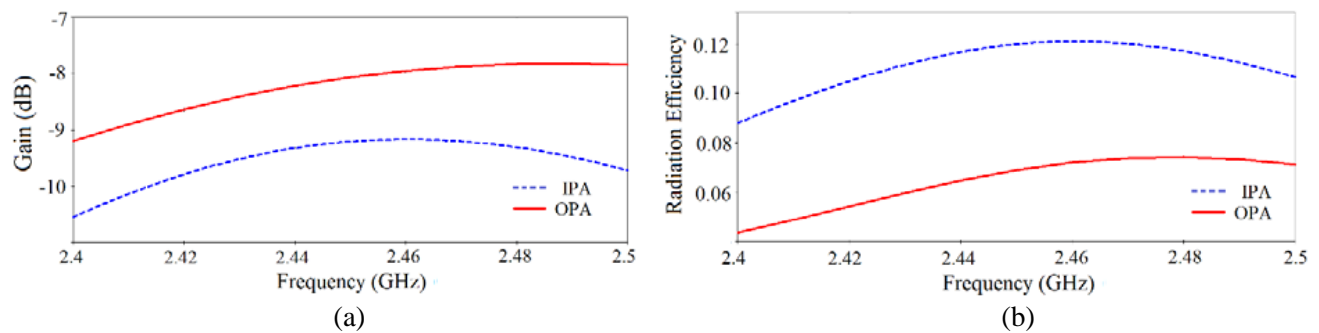 -7
-8
-9
-10
Gain (dB)
IPA
OPA
2.4 2.42 2.44 2.46 2.48 2.5
Frequency (GHz)
(a)
0.12
0.10
0.08
0.06
Radiation Efficiency
IPA
OPA
2.4 2.42 2.44 2.46 2.48 2.5
Frequency (GHz)
(b)